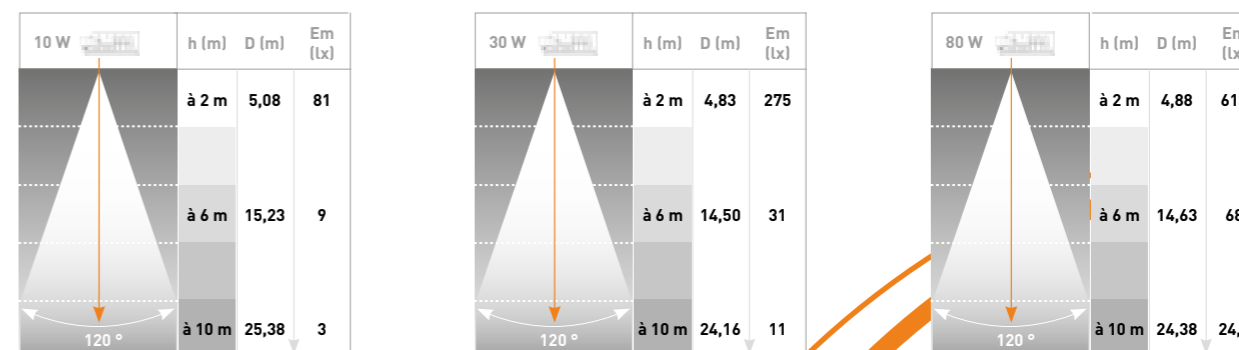 10 W h (m) D (m) Em (lx)
à 2 m 5,08 81
à 6 m 15,23 9
à 10 m 25,38 3
120 °
30 W h (m) D (m) Em (lx)
à 2 m 4,83 275
à 6 m 14,50 31
à 10 m 24,16 11
120 °
80 W h (m) D (m)
à 2 m 4,88
à 6 m 14,63
à 10 m 24,38
120 °